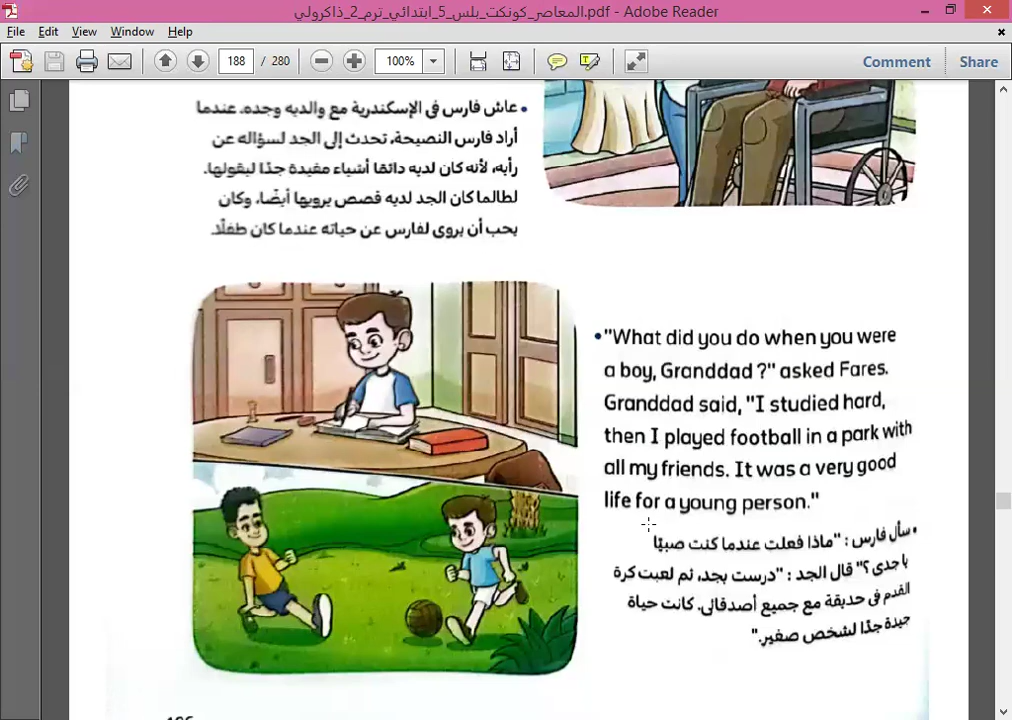 المعاصر_كونكت_بلس_5_ابتدائي_ترم_2_ذاكرولي.pdf - Adobe Reader
File Edit View Window Help
188 / 280 100% Comment Share
• عاش فارس فى الإسكندرية مع والديه وجده. عندما
أراد فارس النصيحة، تحدث إلى الجد لسؤاله عن
رأيه، لأنه كان لديه دائمًا أشياء مفيدة جدًا ليقولها.
لطالما كان الجد لديه قصص يرويها أيضًا، وكان
يحب أن يروى لفارس عن حياته عندما كان طفلًا.
• "What did you do when you were
a boy, Granddad ?" asked Fares.
Granddad said, "I studied hard,
then I played football in a park with
all my friends. It was a very good
life for a young person."
• سأل فارس : "ماذا فعلت عندما كنت صبيًا
يا جدى ؟" قال الجد : "درست بجد، ثم لعبت كرة
القدم فى حديقة مع جميع أصدقائى. كانت حياة
جيدة جدًا لشخص صغير."